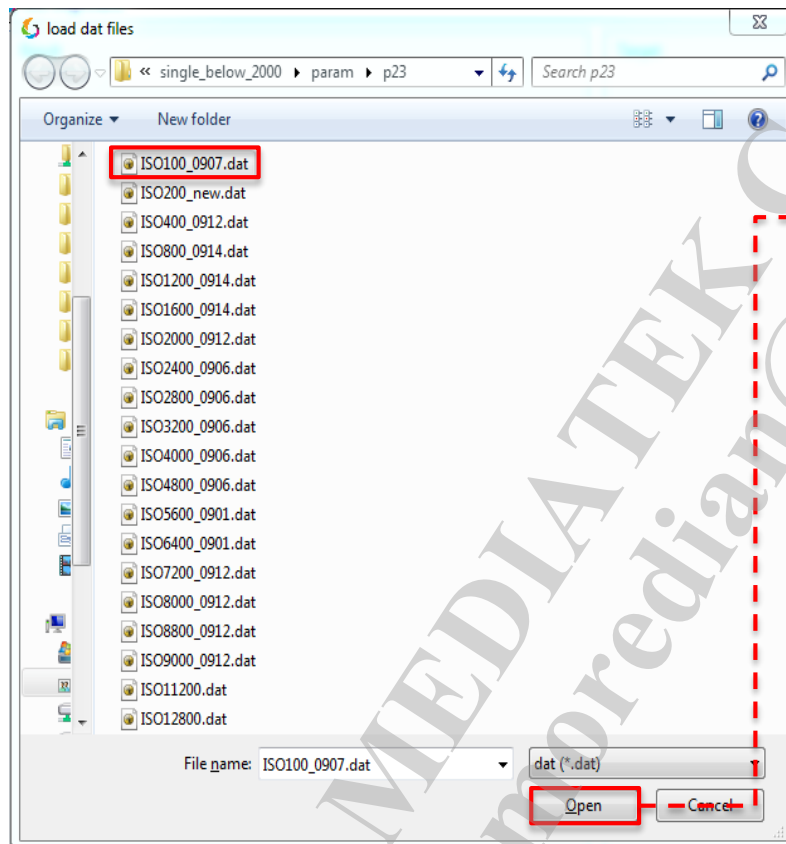 load dat files
« single_below_2000 ▸ param ▸ p23
Search p23
Organize ▾ New folder
ISO100_0907.dat
ISO200_new.dat
ISO400_0912.dat
ISO800_0914.dat
ISO1200_0914.dat
ISO1600_0914.dat
ISO2000_0912.dat
ISO2400_0906.dat
ISO2800_0906.dat
ISO3200_0906.dat
ISO4000_0906.dat
ISO4800_0906.dat
ISO5600_0901.dat
ISO6400_0901.dat
ISO7200_0912.dat
ISO8000_0912.dat
ISO8800_0912.dat
ISO9000_0912.dat
ISO11200.dat
ISO12800.dat
File name: ISO100_0907.dat
dat (*.dat)
Open Cancel
MEDIATEK C
moredian@